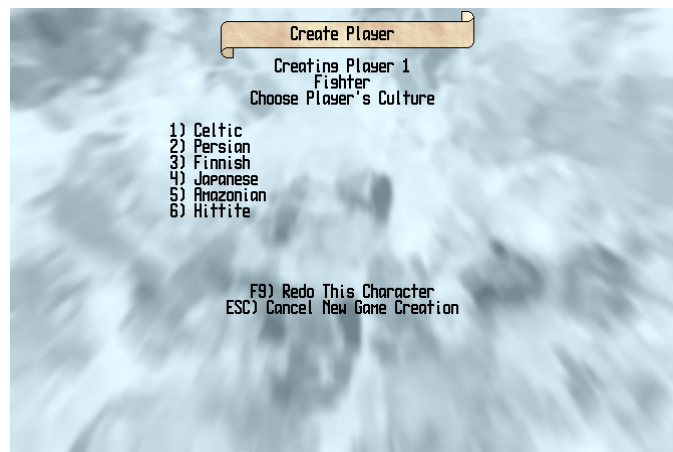 Create Player
Creating Player 1
Fighter
Choose Player's Culture
1) Celtic
2) Persian
3) Finnish
4) Japanese
5) Amazonian
6) Hittite
F9) Redo This Character
ESC) Cancel New Game Creation